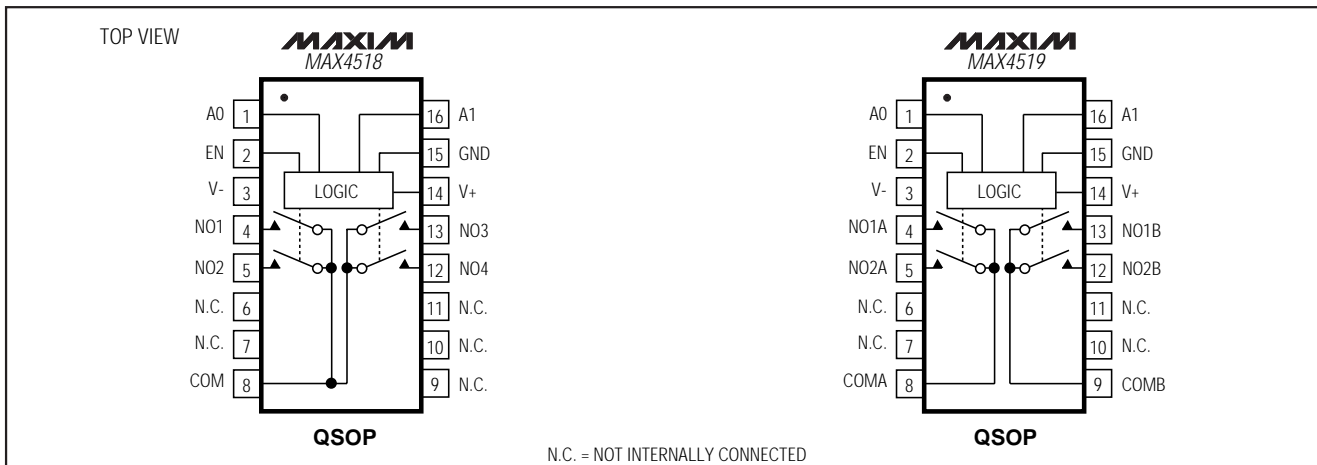 TOP VIEW
MAXIM
MAX4518
A0 1
EN 2
V- 3
NO1 4
NO2 5
N.C. 6
N.C. 7
COM 8
LOGIC
16 A1
15 GND
14 V+
13 NO3
12 NO4
11 N.C.
10 N.C.
9 N.C.
QSOP
MAXIM
MAX4519
A0 1
EN 2
V- 3
NO1A 4
NO2A 5
N.C. 6
N.C. 7
COMA 8
LOGIC
16 A1
15 GND
14 V+
13 NO1B
12 NO2B
11 N.C.
10 N.C.
9 COMB
QSOP
N.C. = NOT INTERNALLY CONNECTED